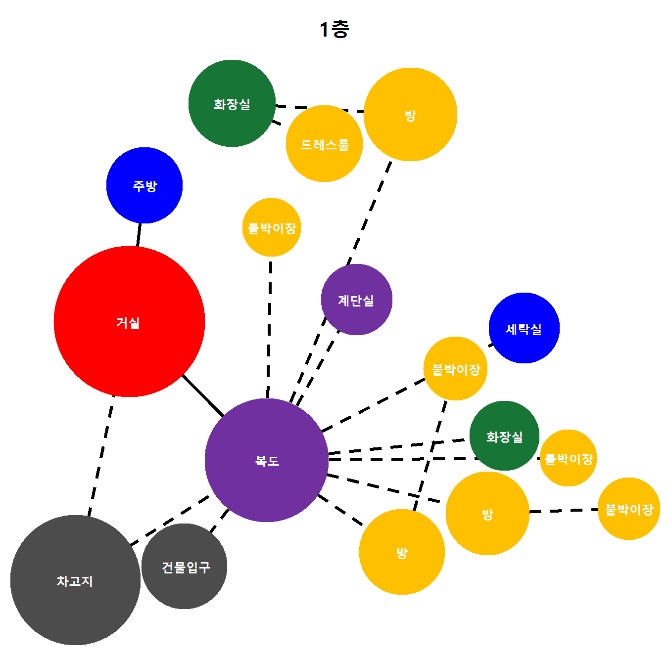 1층
화장실
방
드레스룸
주방
붙박이장
계단실
거실
세탁실
붙박이장
화장실
복도
붙박이장
붙박이장
방
방
건물입구
차고지